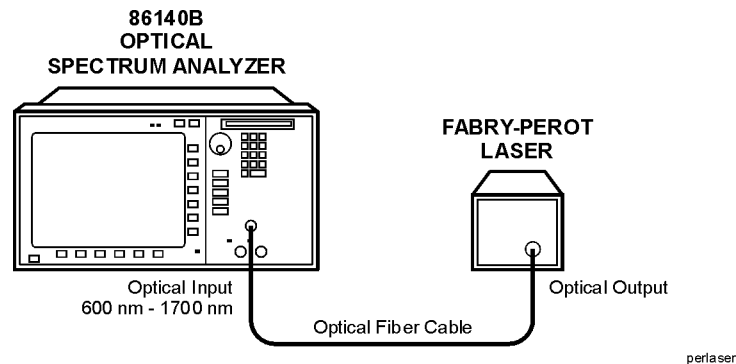 86140B
OPTICAL
SPECTRUM ANALYZER
FABRY-PEROT
LASER
Optical Input
600 nm - 1700 nm
Optical Output
Optical Fiber Cable
perlaser